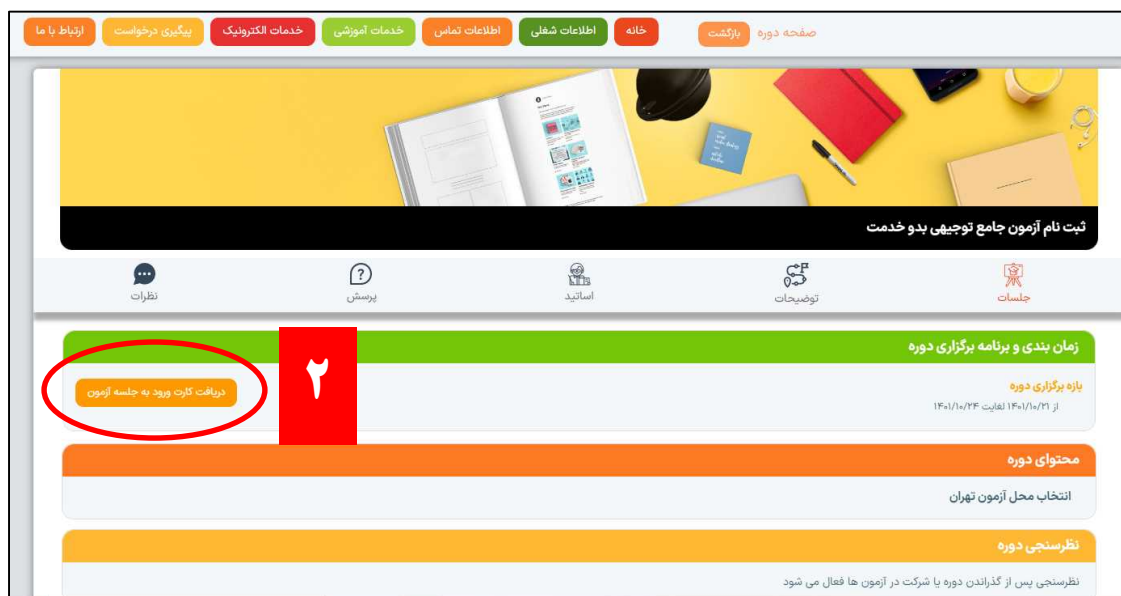 صفحه دوره بازگشت خانه اطلاعات شغلی اطلاعات تماس خدمات آموزشی خدمات الکترونیک پیگیری درخواست ارتباط با ما
ثبت نام آزمون جامع توجیهی بدو خدمت
جلسات توضیحات اساتید پرسش نظرات
زمان بندی و برنامه برگزاری دوره
بازه برگزاری دوره
از ۱۴۰۱/۱۰/۲۱ لغایت ۱۴۰۱/۱۰/۲۴
دریافت کارت ورود به جلسه آزمون
۲
محتوای دوره
انتخاب محل آزمون تهران
نظرسنجی دوره
نظرسنجی پس از گذراندن دوره یا شرکت در آزمون ها فعال می شود